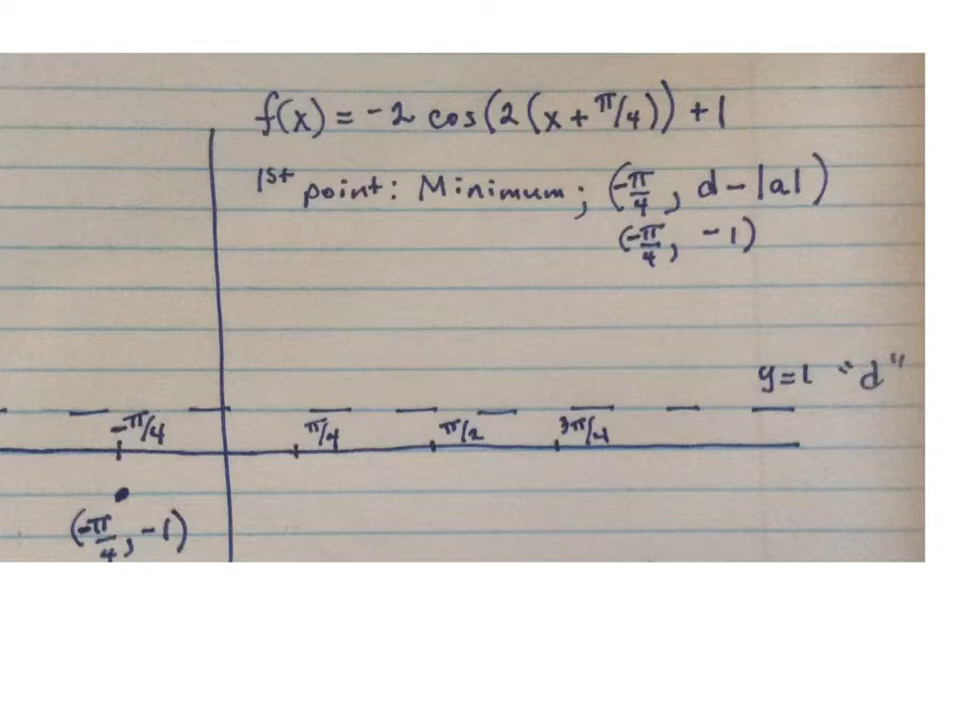 f(x) = -2 cos(2(x + π/4)) + 1
1st point: Minimum; (-π/4, d - |a|)
(-π/4, -1)
y=1 "d"
-π/4 π/4 π/2 3π/4
(-π/4, -1)